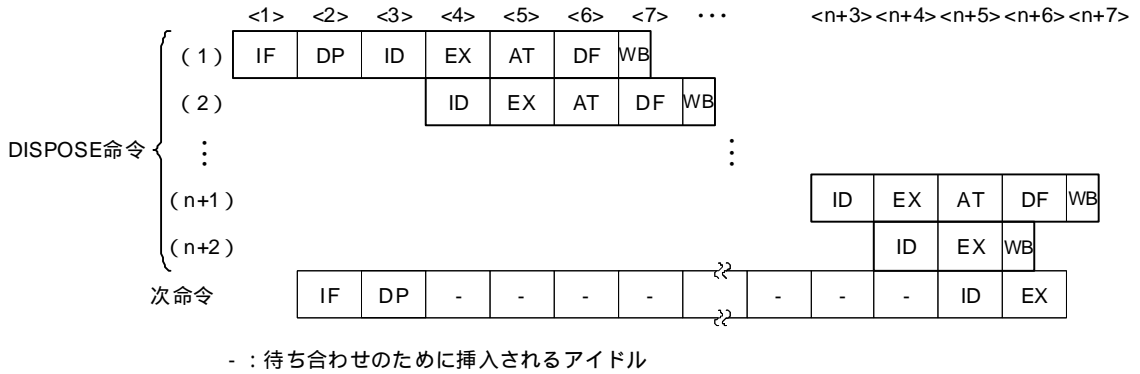 <1> <2> <3> <4> <5> <6> <7> ･･･ <n+3> <n+4> <n+5> <n+6> <n+7>
(1) IF DP ID EX AT DF WB
(2) ID EX AT DF WB
DISPOSE命令
(n+1) ID EX AT DF WB
(n+2) ID EX WB
次命令 IF DP - - - - - - - ID EX
- :待ち合わせのために挿入されるアイドル